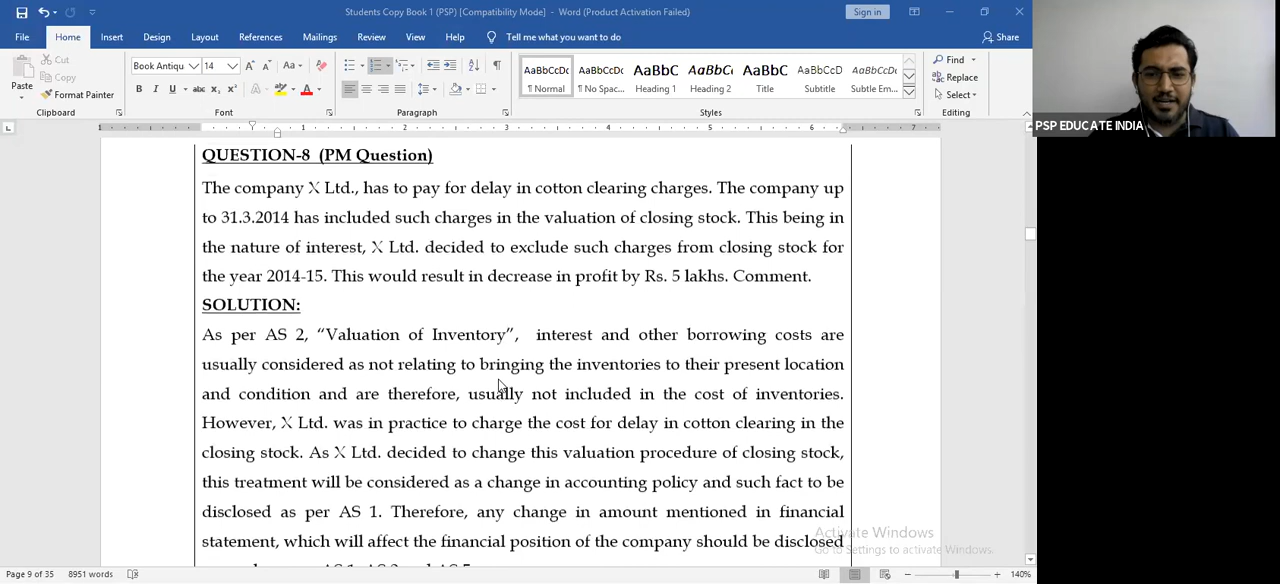 Students Copy Book 1 (PSP) [Compatibility Mode] - Word (Product Activation Failed)
Sign in
File Home Insert Design Layout References Mailings Review View Help Tell me what you want to do Share
Paste
Cut
Copy
Format Painter
Clipboard
Book Antiqu 14
Font
Paragraph
AaBbCcDc AaBbCcDc AaBbC AaBbCc AaBbC AaBbCcD AaBbCcDc
¶ Normal ¶ No Spac... Heading 1 Heading 2 Title Subtitle Subtle Em...
Styles
Find
Replace
Select
Editing
PSP EDUCATE INDIA
1 1 2 3 4 5 6 7
QUESTION-8 (PM Question)
The company X Ltd., has to pay for delay in cotton clearing charges. The company up
to 31.3.2014 has included such charges in the valuation of closing stock. This being in
the nature of interest, X Ltd. decided to exclude such charges from closing stock for
the year 2014-15. This would result in decrease in profit by Rs. 5 lakhs. Comment.
SOLUTION:
As per AS 2, “Valuation of Inventory”, interest and other borrowing costs are
usually considered as not relating to bringing the inventories to their present location
and condition and are therefore, usually not included in the cost of inventories.
However, X Ltd. was in practice to charge the cost for delay in cotton clearing in the
closing stock. As X Ltd. decided to change this valuation procedure of closing stock,
this treatment will be considered as a change in accounting policy and such fact to be
disclosed as per AS 1. Therefore, any change in amount mentioned in financial
statement, which will affect the financial position of the company should be disclosed
Activate Windows
Go to Settings to activate Windows.
Page 9 of 35 8951 words 140%